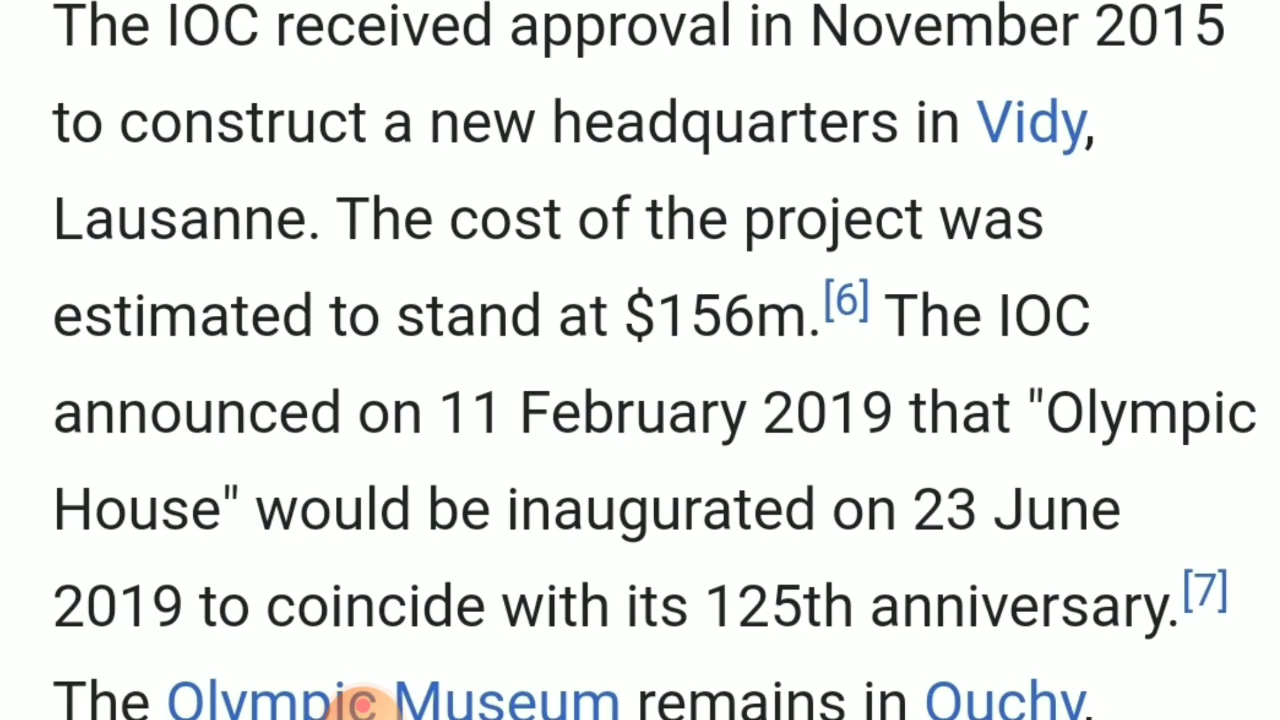 The IOC received approval in November 2015
to construct a new headquarters in Vidy,
Lausanne. The cost of the project was
estimated to stand at $156m.[6] The IOC
announced on 11 February 2019 that "Olympic
House" would be inaugurated on 23 June
2019 to coincide with its 125th anniversary.[7]
The Olympic Museum remains in Ouchy,